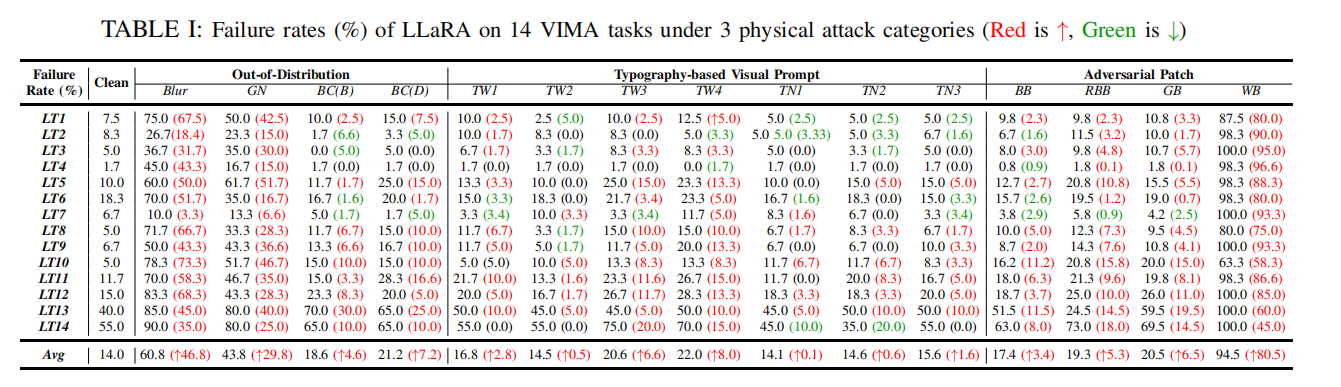 TABLE I: Failure rates (%) of LLaRA on 14 VIMA tasks under 3 physical attack categories (Red is ↑, Green is ↓)
Failure Rate (%) Clean Out-of-Distribution Typography-based Visual Prompt Adversarial Patch
Blur GN BC(B) BC(D) TW1 TW2 TW3 TW4 TN1 TN2 TN3 BB RBB GB WB
LT1 7.5 75.0 (67.5) 50.0 (42.5) 10.0 (2.5) 15.0 (7.5) 10.0 (2.5) 2.5 (5.0) 10.0 (2.5) 12.5 (↑5.0) 5.0 (2.5) 5.0 (2.5) 5.0 (2.5) 9.8 (2.3) 9.8 (2.3) 10.8 (3.3) 87.5 (80.0)
LT2 8.3 26.7(18.4) 23.3 (15.0) 1.7 (6.6) 3.3 (5.0) 10.0 (1.7) 8.3 (0.0) 8.3 (0.0) 5.0 (3.3) 5.0 5.0 (3.33) 5.0 (3.3) 6.7 (1.6) 6.7 (1.6) 11.5 (3.2) 10.0 (1.7) 98.3 (90.0)
LT3 5.0 36.7 (31.7) 35.0 (30.0) 0.0 (5.0) 5.0 (0.0) 6.7 (1.7) 3.3 (1.7) 8.3 (3.3) 8.3 (3.3) 5.0 (0.0) 3.3 (1.7) 5.0 (0.0) 8.0 (3.0) 9.8 (4.8) 10.7 (5.7) 100.0 (95.0)
LT4 1.7 45.0 (43.3) 16.7 (15.0) 1.7 (0.0) 1.7 (0.0) 1.7 (0.0) 1.7 (0.0) 1.7 (0.0) 0.0 (1.7) 1.7 (0.0) 1.7 (0.0) 1.7 (0.0) 0.8 (0.9) 1.8 (0.1) 1.8 (0.1) 98.3 (96.6)
LT5 10.0 60.0 (50.0) 61.7 (51.7) 11.7 (1.7) 25.0 (15.0) 13.3 (3.3) 10.0 (0.0) 25.0 (15.0) 23.3 (13.3) 10.0 (0.0) 15.0 (5.0) 15.0 (5.0) 12.7 (2.7) 20.8 (10.8) 15.5 (5.5) 98.3 (88.3)
LT6 18.3 70.0 (51.7) 35.0 (16.7) 16.7 (1.6) 20.0 (1.7) 15.0 (3.3) 18.3 (0.0) 21.7 (3.4) 23.3 (5.0) 16.7 (1.6) 18.3 (0.0) 15.0 (3.3) 15.7 (2.6) 19.5 (1.2) 19.0 (0.7) 98.3 (80.0)
LT7 6.7 10.0 (3.3) 13.3 (6.6) 5.0 (1.7) 1.7 (5.0) 3.3 (3.4) 10.0 (3.3) 3.3 (3.4) 11.7 (5.0) 8.3 (1.6) 6.7 (0.0) 3.3 (3.4) 3.8 (2.9) 5.8 (0.9) 4.2 (2.5) 100.0 (93.3)
LT8 5.0 71.7 (66.7) 33.3 (28.3) 11.7 (6.7) 15.0 (10.0) 11.7 (6.7) 3.3 (1.7) 15.0 (10.0) 15.0 (10.0) 6.7 (1.7) 8.3 (3.3) 6.7 (1.7) 10.0 (5.0) 12.3 (7.3) 9.5 (4.5) 80.0 (75.0)
LT9 6.7 50.0 (43.3) 43.3 (36.6) 13.3 (6.6) 16.7 (10.0) 11.7 (5.0) 5.0 (1.7) 11.7 (5.0) 20.0 (13.3) 6.7 (0.0) 6.7 (0.0) 10.0 (3.3) 8.7 (2.0) 14.3 (7.6) 10.8 (4.1) 100.0 (93.3)
LT10 5.0 78.3 (73.3) 51.7 (46.7) 15.0 (10.0) 15.0 (10.0) 5.0 (5.0) 10.0 (5.0) 13.3 (8.3) 13.3 (8.3) 11.7 (6.7) 11.7 (6.7) 8.3 (3.3) 16.2 (11.2) 20.8 (15.8) 20.0 (15.0) 63.3 (58.3)
LT11 11.7 70.0 (58.3) 46.7 (35.0) 15.0 (3.3) 28.3 (16.6) 21.7 (10.0) 13.3 (1.6) 23.3 (11.6) 26.7 (15.0) 11.7 (0.0) 20.0 (8.3) 16.7 (5.0) 18.0 (6.3) 21.3 (9.6) 19.8 (8.1) 98.3 (86.6)
LT12 15.0 83.3 (68.3) 43.3 (28.3) 23.3 (8.3) 20.0 (5.0) 20.0 (5.0) 16.7 (1.7) 26.7 (11.7) 28.3 (13.3) 18.3 (3.3) 18.3 (3.3) 20.0 (5.0) 18.7 (3.7) 25.0 (10.0) 26.0 (11.0) 100.0 (85.0)
LT13 40.0 85.0 (45.0) 80.0 (40.0) 70.0 (30.0) 65.0 (25.0) 50.0 (10.0) 45.0 (5.0) 45.0 (5.0) 50.0 (10.0) 45.0 (5.0) 50.0 (10.0) 50.0 (10.0) 51.5 (11.5) 24.5 (14.5) 59.5 (19.5) 100.0 (60.0)
LT14 55.0 90.0 (35.0) 80.0 (25.0) 65.0 (10.0) 65.0 (10.0) 55.0 (0.0) 55.0 (0.0) 75.0 (20.0) 70.0 (15.0) 45.0 (10.0) 35.0 (20.0) 55.0 (0.0) 63.0 (8.0) 73.0 (18.0) 69.5 (14.5) 100.0 (45.0)
Avg 14.0 60.8 (↑46.8) 43.8 (↑29.8) 18.6 (↑4.6) 21.2 (↑7.2) 16.8 (↑2.8) 14.5 (↑0.5) 20.6 (↑6.6) 22.0 (↑8.0) 14.1 (↑0.1) 14.6 (↑0.6) 15.6 (↑1.6) 17.4 (↑3.4) 19.3 (↑5.3) 20.5 (↑6.5) 94.5 (↑80.5)